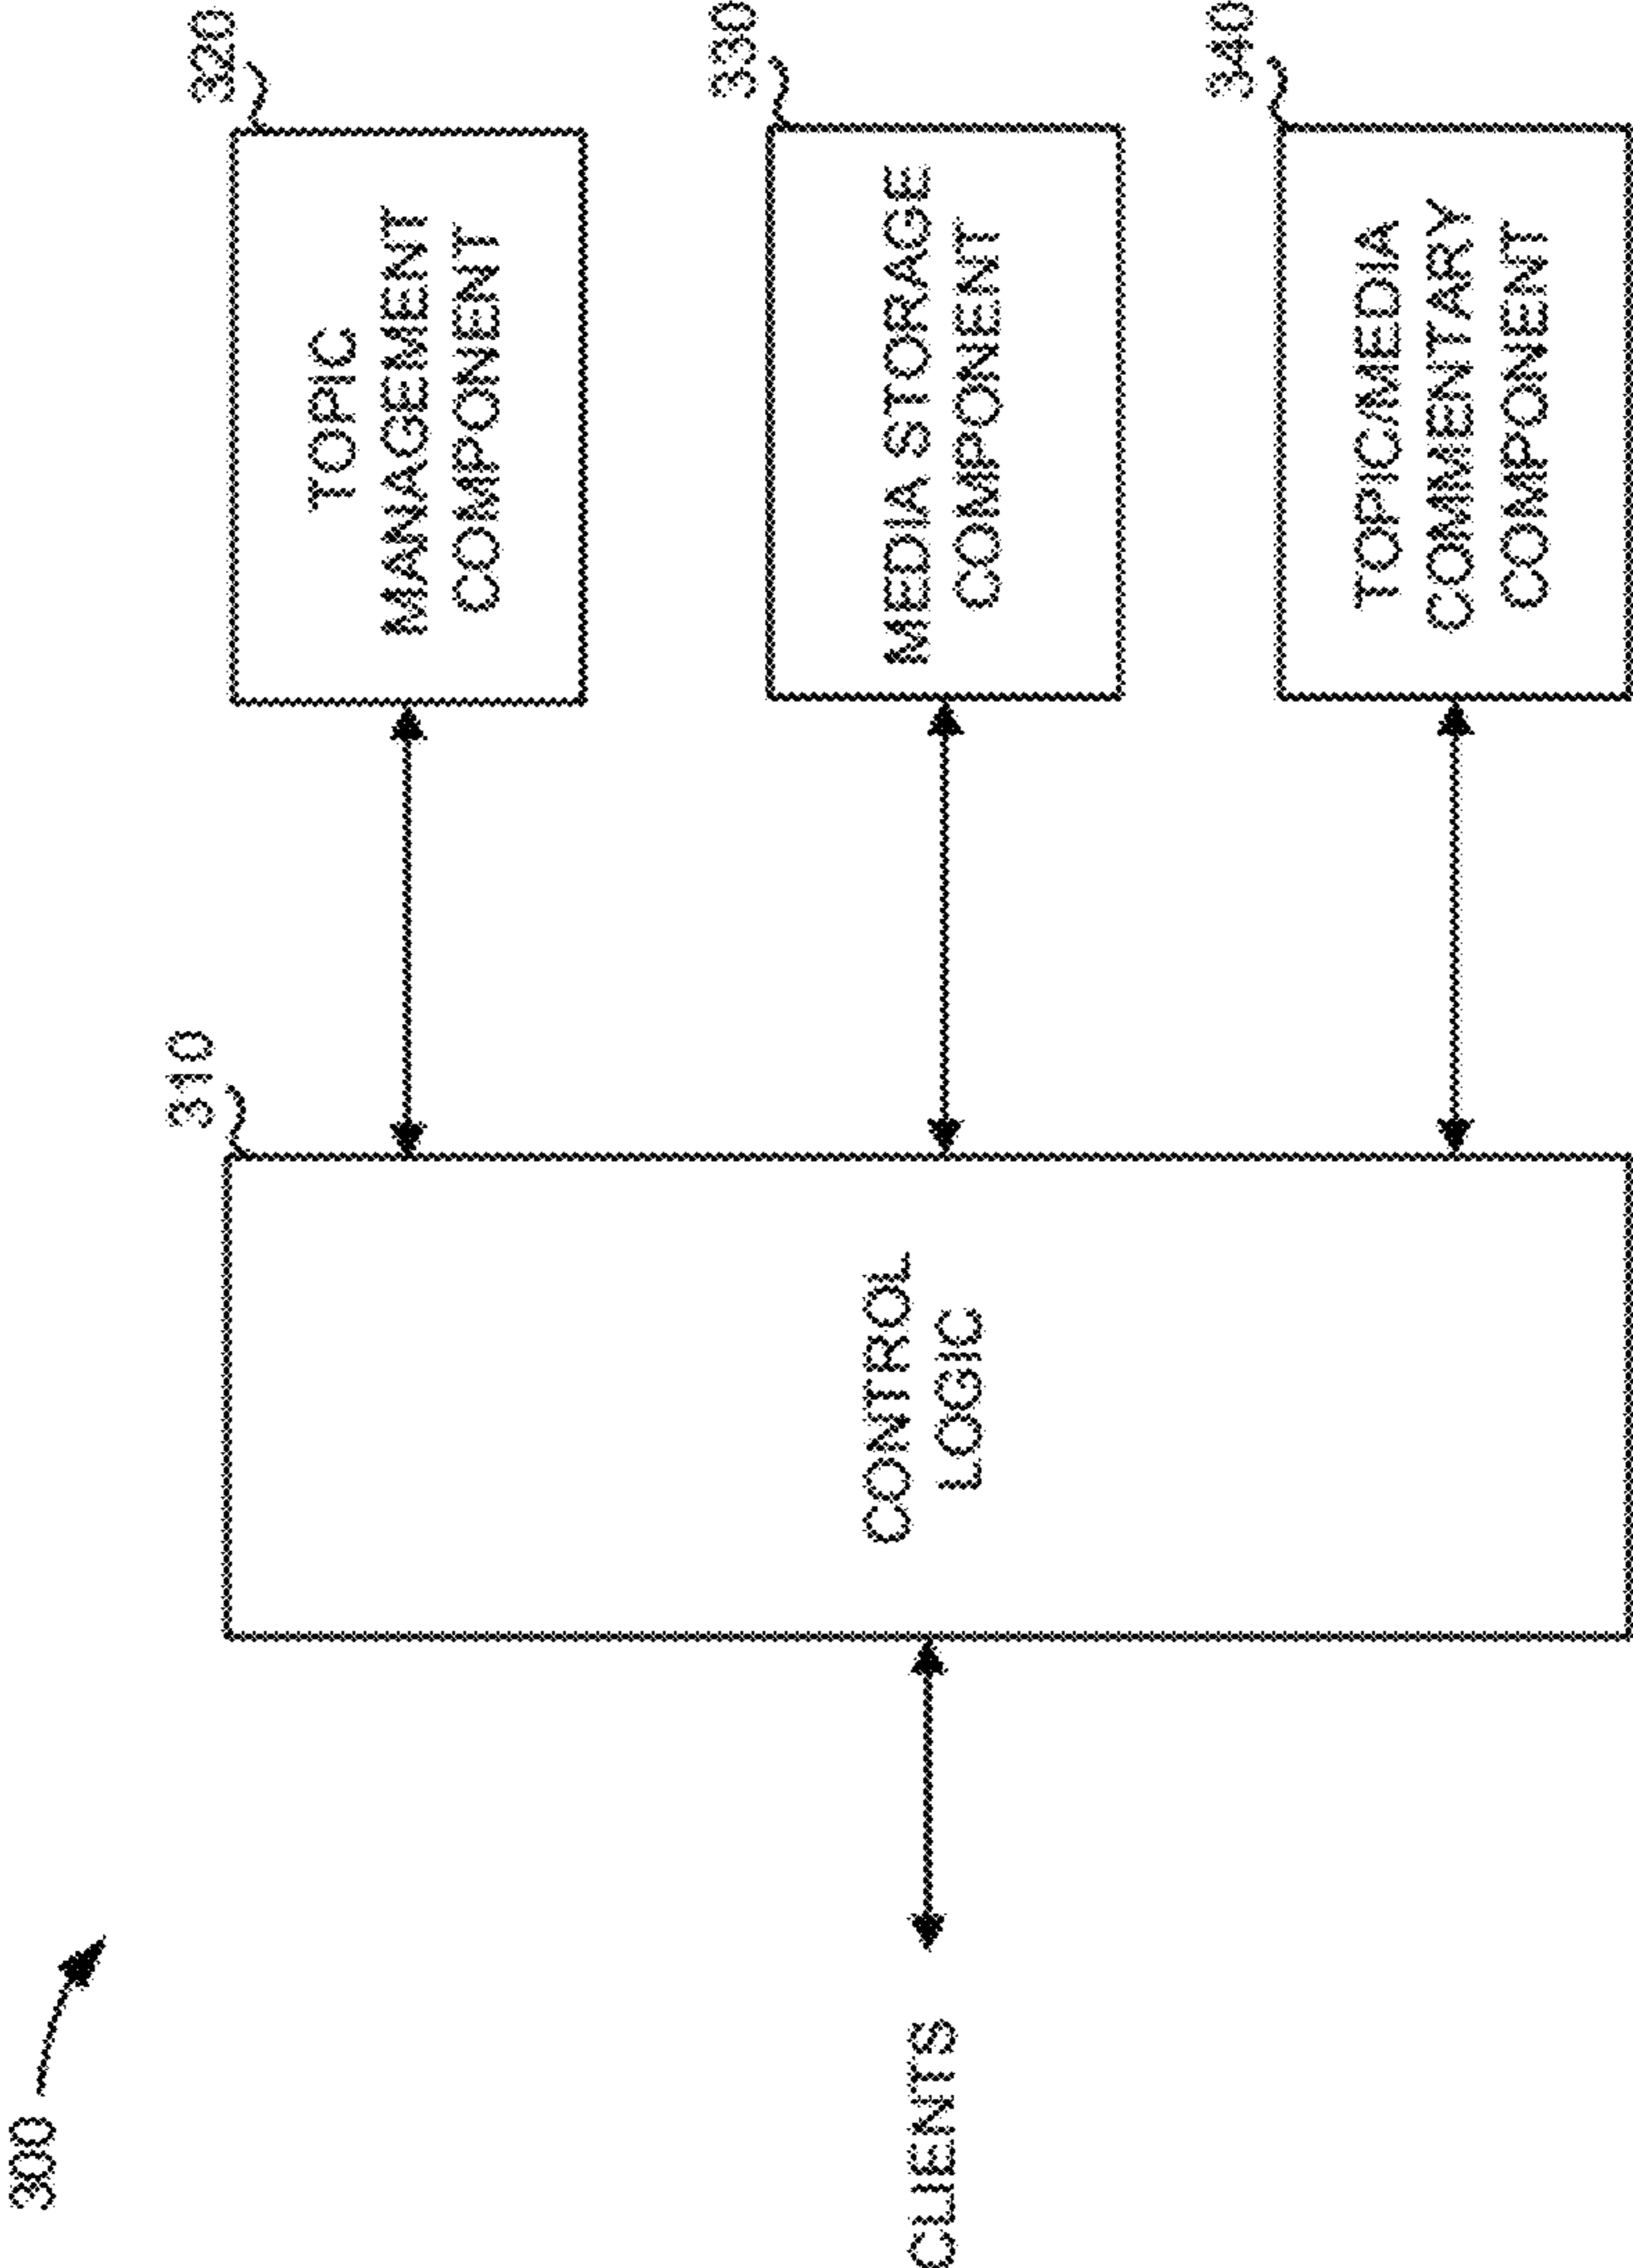 300
310
320
TOPIC
MANAGEMENT
COMPONENT
330
MEDIA STORAGE
COMPONENT
CONTROL
LOGIC
CLIENTS
340
TOPIC/MEDIA
COMMENTARY
COMPONENT